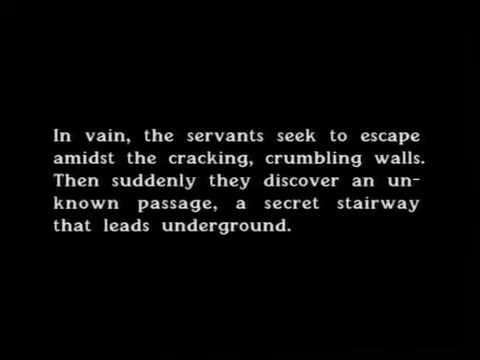 In vain, the servants seek to escape
amidst the cracking, crumbling walls.
Then suddenly they discover an un-
known passage, a secret stairway
that leads underground.